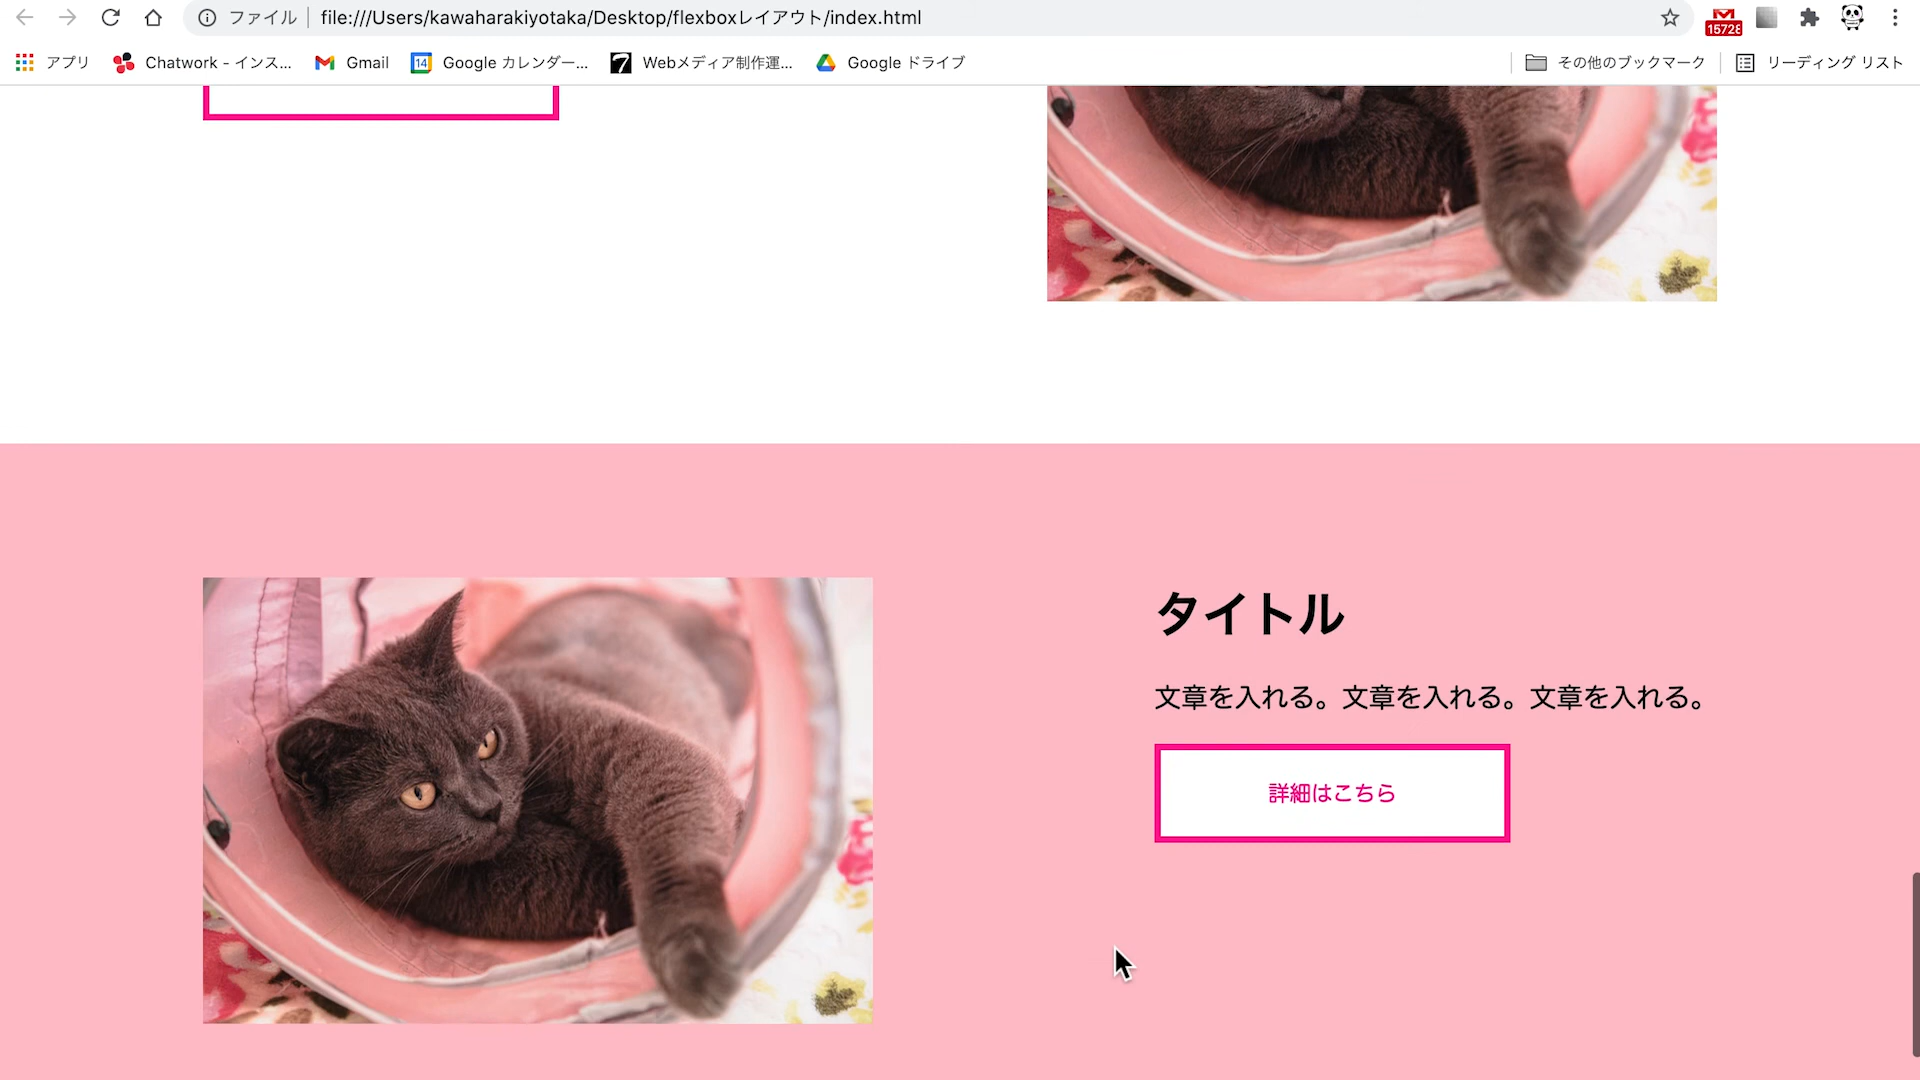 ファイル file:///Users/kawaharakiyotaka/Desktop/flexboxレイアウト/index.html
15728
アプリ Chatwork - インス... Gmail 14 Google カレンダー... Webメディア制作運... Google ドライブ その他のブックマーク リーディング リスト
タイトル
文章を入れる。文章を入れる。文章を入れる。
詳細はこちら